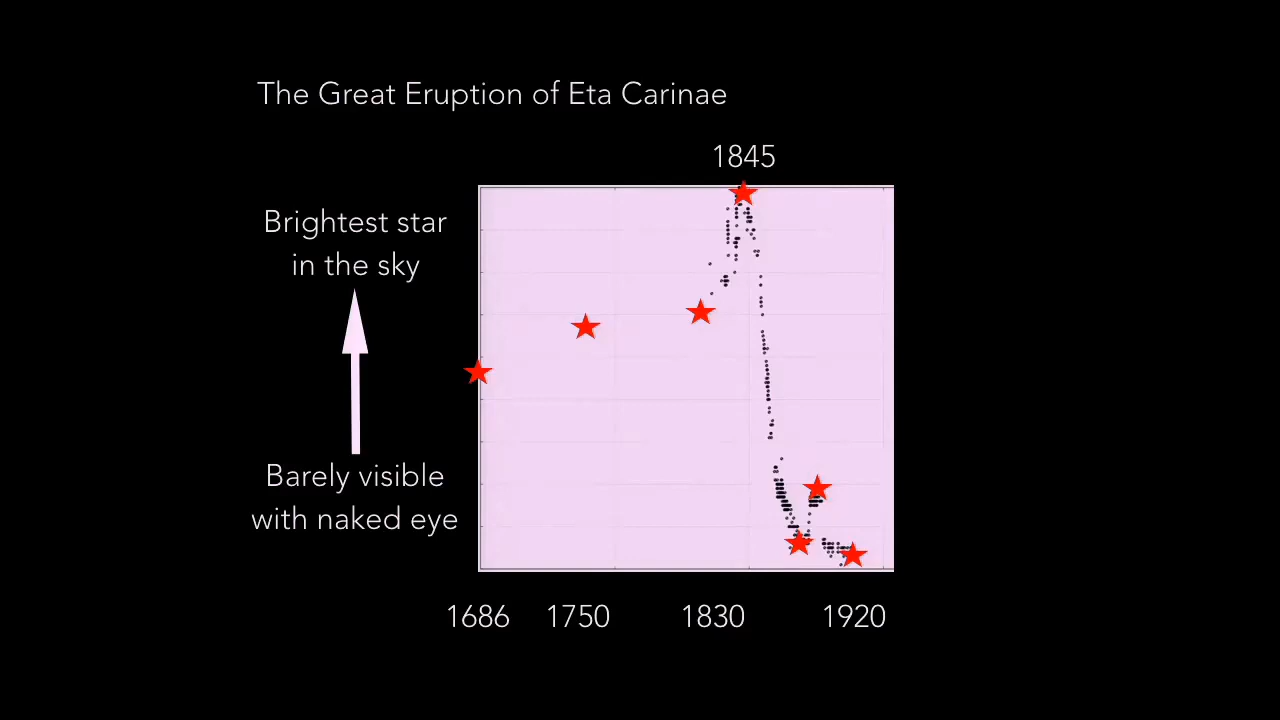 The Great Eruption of Eta Carinae
1845
Brightest star
in the sky
Barely visible
with naked eye
1686
1750
1830
1920